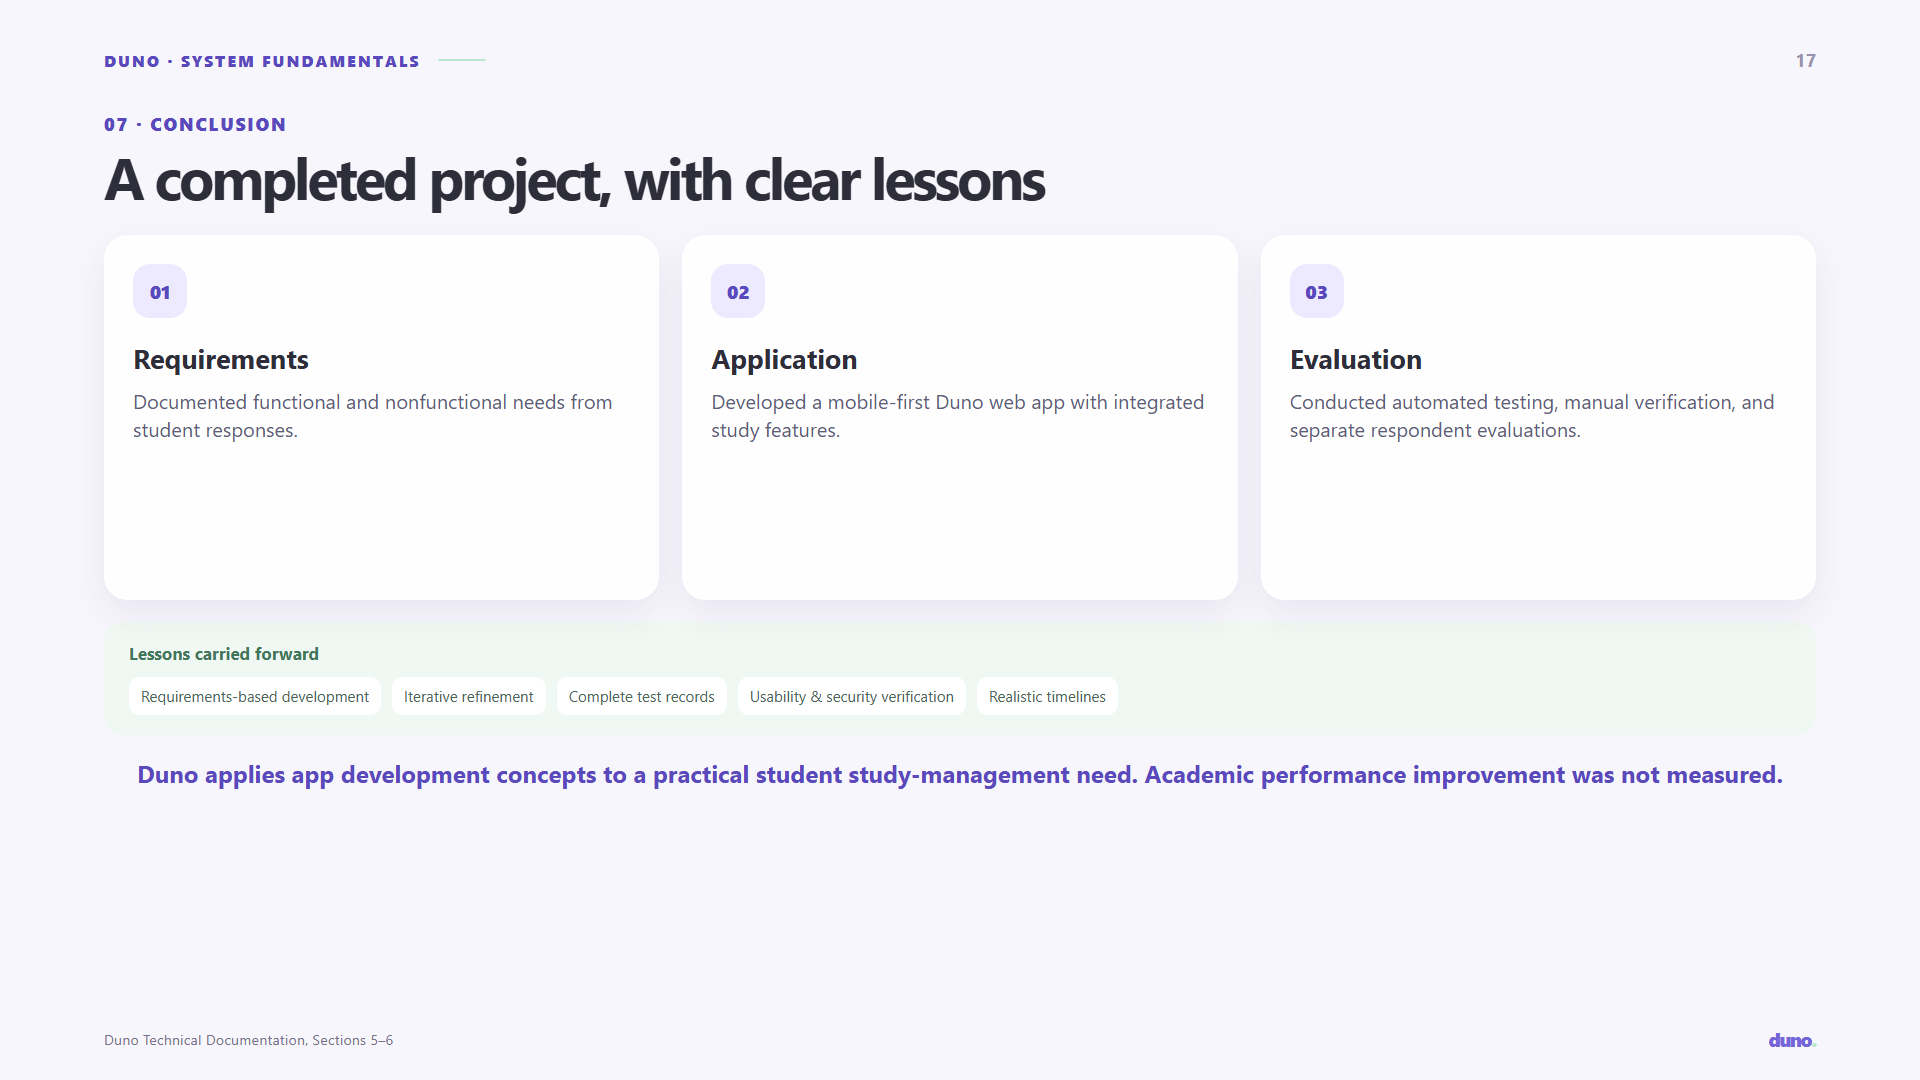 DUNO · SYSTEM FUNDAMENTALS
17
07 · CONCLUSION
A completed project, with clear lessons
01
Requirements
Documented functional and nonfunctional needs from
student responses.
02
Application
Developed a mobile-first Duno web app with integrated
study features.
03
Evaluation
Conducted automated testing, manual verification, and
separate respondent evaluations.
Lessons carried forward
Requirements-based development
Iterative refinement
Complete test records
Usability & security verification
Realistic timelines
Duno applies app development concepts to a practical student study-management need. Academic performance improvement was not measured.
Duno Technical Documentation, Sections 5–6
duno.